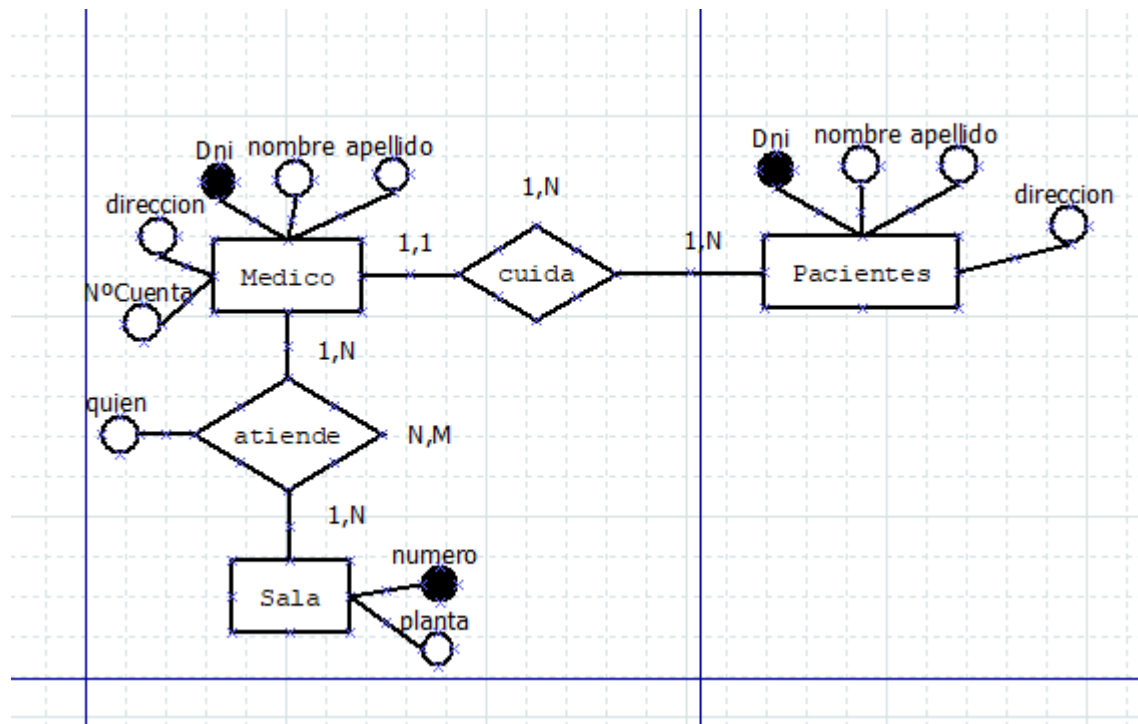 Dni nombre apellido
direccion
NºCuenta
Medico
1,1
1,N
cuida
1,N
Dni nombre apellido
direccion
Pacientes
1,N
quien
atiende
N,M
1,N
Sala
numero
planta